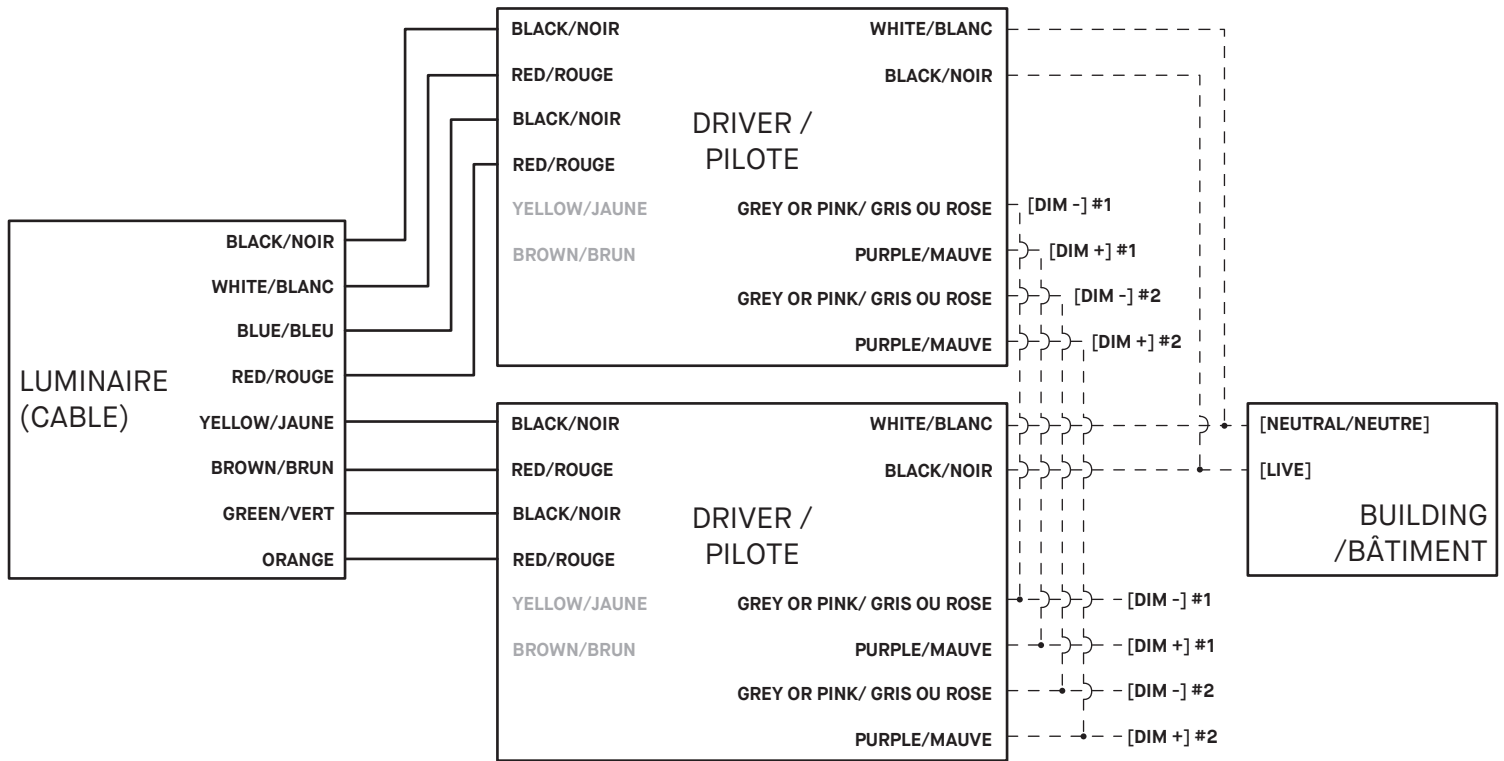 BLACK/NOIR
WHITE/BLANC
BLUE/BLEU
RED/ROUGE
YELLOW/JAUNE
BROWN/BRUN
GREEN/VERT
ORANGE
LUMINAIRE
(CABLE)
BLACK/NOIR
RED/ROUGE
BLACK/NOIR
RED/ROUGE
YELLOW/JAUNE
BROWN/BRUN
DRIVER /
PILOTE
WHITE/BLANC
BLACK/NOIR
GREY OR PINK/ GRIS OU ROSE
PURPLE/MAUVE
GREY OR PINK/ GRIS OU ROSE
PURPLE/MAUVE
[DIM -] #1
[DIM +] #1
[DIM -] #2
[DIM +] #2
BLACK/NOIR
RED/ROUGE
BLACK/NOIR
RED/ROUGE
YELLOW/JAUNE
BROWN/BRUN
DRIVER /
PILOTE
WHITE/BLANC
BLACK/NOIR
GREY OR PINK/ GRIS OU ROSE
PURPLE/MAUVE
GREY OR PINK/ GRIS OU ROSE
PURPLE/MAUVE
[DIM -] #1
[DIM +] #1
[DIM -] #2
[DIM +] #2
[NEUTRAL/NEUTRE]
[LIVE]
BUILDING
/BÂTIMENT